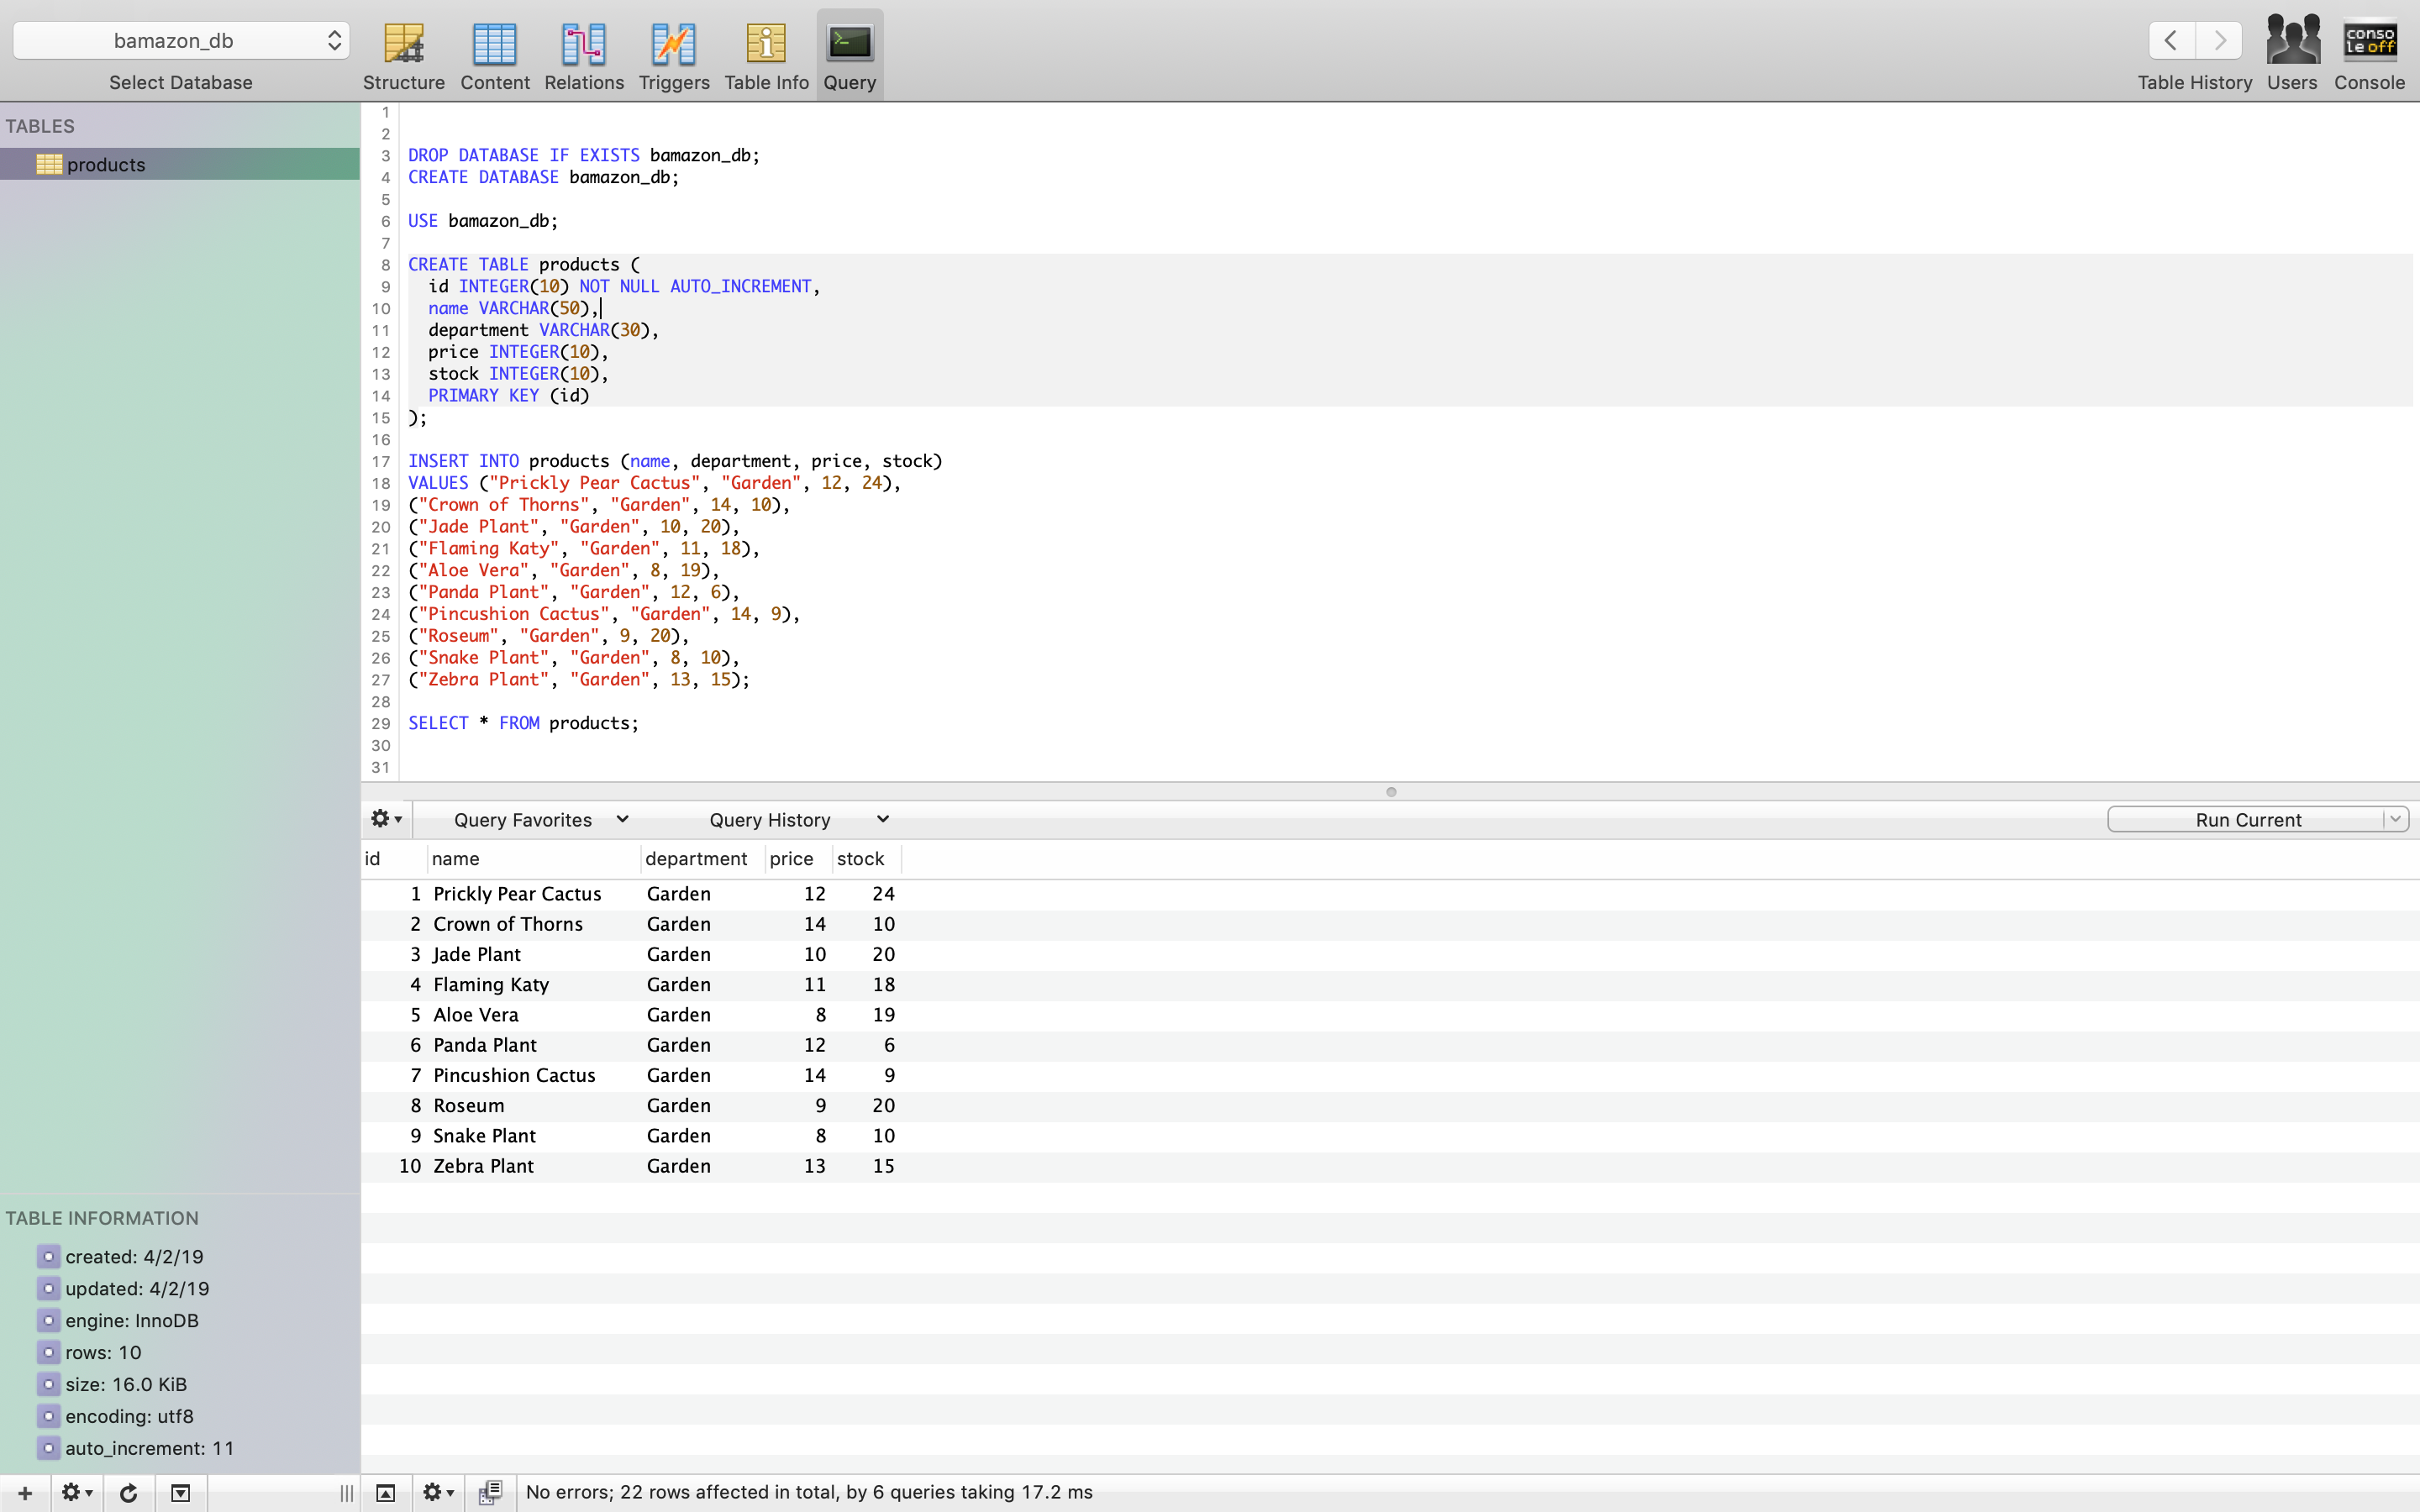 bamazon_db
Select Database
Structure Content Relations Triggers Table Info Query
Table History Users Console
conso
le off
TABLES
products
1
2
3 DROP DATABASE IF EXISTS bamazon_db;
4 CREATE DATABASE bamazon_db;
5
6 USE bamazon_db;
7
8 CREATE TABLE products (
9 id INTEGER(10) NOT NULL AUTO_INCREMENT,
10 name VARCHAR(50),
11 department VARCHAR(30),
12 price INTEGER(10),
13 stock INTEGER(10),
14 PRIMARY KEY (id)
15 );
16
17 INSERT INTO products (name, department, price, stock)
18 VALUES ("Prickly Pear Cactus", "Garden", 12, 24),
19 ("Crown of Thorns", "Garden", 14, 10),
20 ("Jade Plant", "Garden", 10, 20),
21 ("Flaming Katy", "Garden", 11, 18),
22 ("Aloe Vera", "Garden", 8, 19),
23 ("Panda Plant", "Garden", 12, 6),
24 ("Pincushion Cactus", "Garden", 14, 9),
25 ("Roseum", "Garden", 9, 20),
26 ("Snake Plant", "Garden", 8, 10),
27 ("Zebra Plant", "Garden", 13, 15);
28
29 SELECT * FROM products;
30
31
Query Favorites Query History Run Current
id name department price stock
1 Prickly Pear Cactus Garden 12 24
2 Crown of Thorns Garden 14 10
3 Jade Plant Garden 10 20
4 Flaming Katy Garden 11 18
5 Aloe Vera Garden 8 19
6 Panda Plant Garden 12 6
7 Pincushion Cactus Garden 14 9
8 Roseum Garden 9 20
9 Snake Plant Garden 8 10
10 Zebra Plant Garden 13 15
TABLE INFORMATION
created: 4/2/19
updated: 4/2/19
engine: InnoDB
rows: 10
size: 16.0 KiB
encoding: utf8
auto_increment: 11
No errors; 22 rows affected in total, by 6 queries taking 17.2 ms